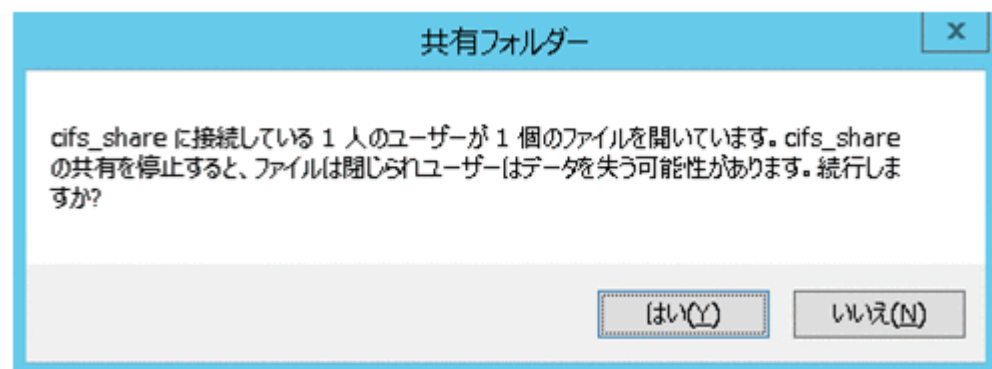 共有フォルダー
x
cifs_share に接続している 1 人のユーザーが 1 個のファイルを開いています。cifs_share
の共有を停止すると、ファイルは閉じられユーザーはデータを失う可能性があります。続行しま
すか?
はい(Y)
いいえ(N)